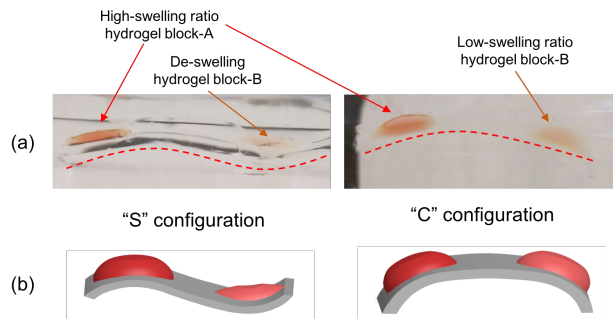 High-swelling ratio
hydrogel block-A
De-swelling
hydrogel block-B
Low-swelling ratio
hydrogel block-B
(a)
“S” configuration
“C” configuration
(b)